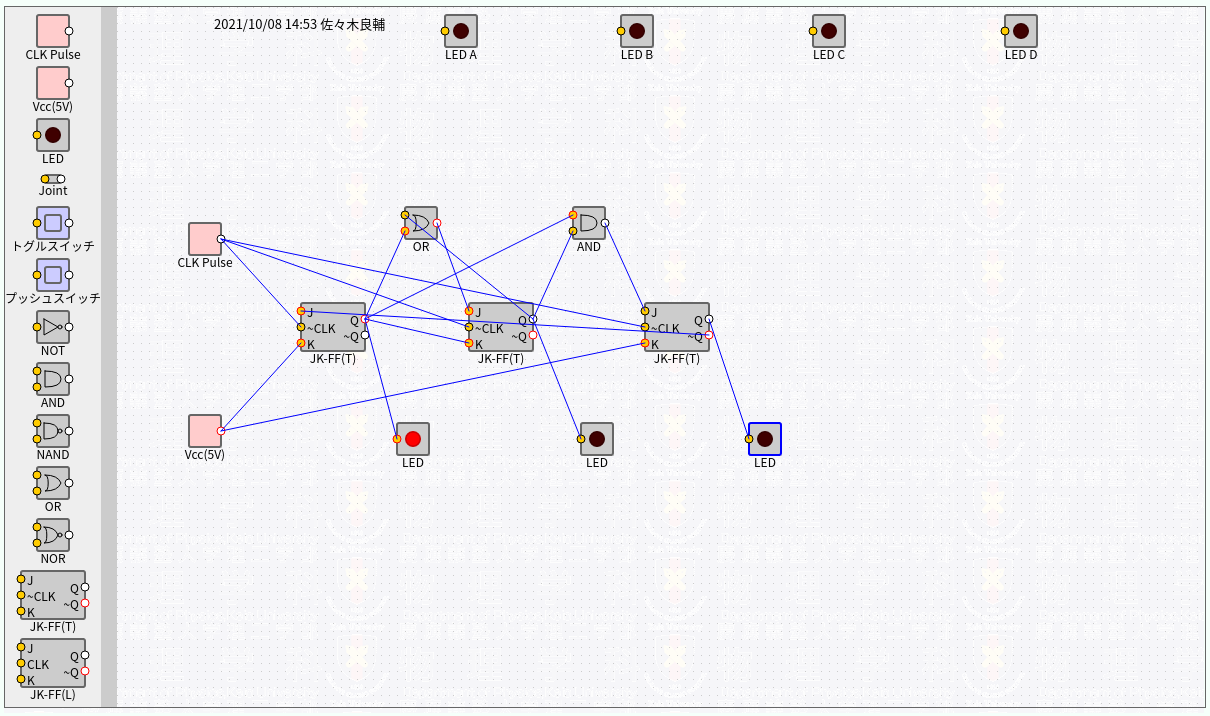 2021/10/08 14:53 佐々木良輔
LED A
LED B
LED C
LED D
CLK Pulse
Vcc(5V)
LED
Joint
トグルスイッチ
プッシュスイッチ
NOT
AND
NAND
OR
NOR
J
~CLK
K
Q
~Q
JK-FF(T)
J
CLK
K
Q
~Q
JK-FF(L)
CLK Pulse
OR
AND
J
~CLK
K
Q
~Q
JK-FF(T)
J
~CLK
K
Q
~Q
JK-FF(T)
J
~CLK
K
Q
~Q
JK-FF(T)
Vcc(5V)
LED
LED
LED